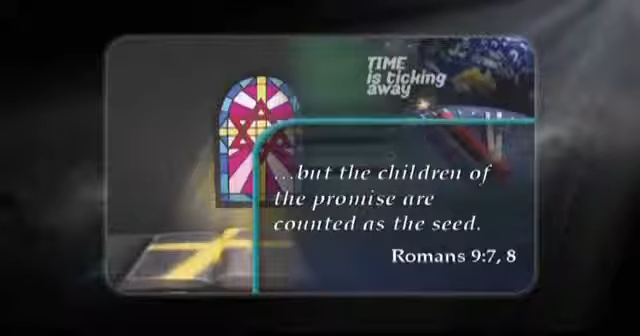 TIME
is ticking
away
...but the children of
the promise are
counted as the seed.
Romans 9:7, 8